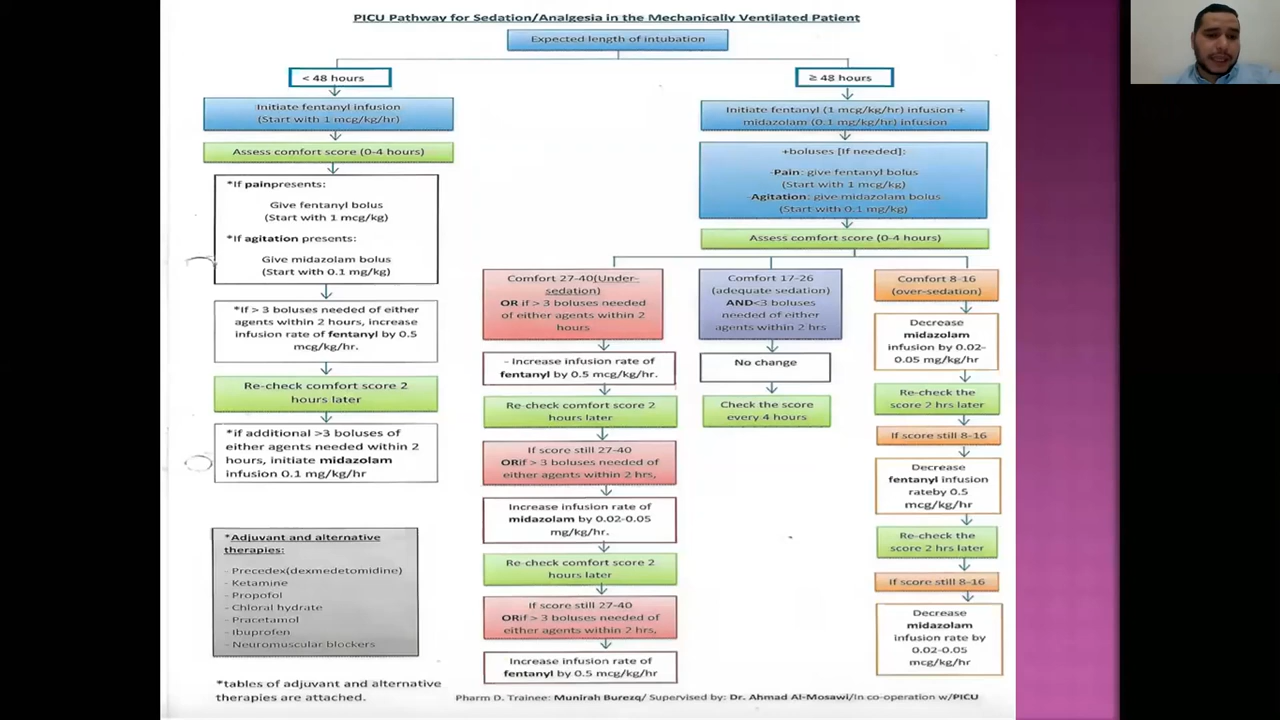 PICU Pathway for Sedation/Analgesia in the Mechanically Ventilated Patient
Expected length of intubation
< 48 hours
Initiate fentanyl infusion
(Start with 1 mcg/kg/hr)
Assess comfort score (0-4 hours)
*If painpresents:
Give fentanyl bolus
(Start with 1 mcg/kg)
*If agitation presents:
Give midazolam bolus
(Start with 0.1 mg/kg)
*If > 3 boluses needed of either
agents within 2 hours, increase
infusion rate of fentanyl by 0.5
mcg/kg/hr.
Re-check comfort score 2
hours later
*if additional >3 boluses of
either agents needed within 2
hours, initiate midazolam
infusion 0.1 mg/kg/hr
*Adjuvant and alternative
therapies:
- Precedex(dexmedetomidine)
- Ketamine
- Propofol
- Chloral hydrate
- Pracetamol
- Ibuprofen
- Neuromuscular blockers
*tables of adjuvant and alternative
therapies are attached.
≥ 48 hours
Initiate fentanyl (1 mcg/kg/hr) infusion +
midazolam (0.1 mg/kg/hr) infusion
+boluses [If needed]:
-Pain: give fentanyl bolus
(Start with 1 mcg/kg)
-Agitation: give midazolam bolus
(Start with 0.1 mg/kg)
Assess comfort score (0-4 hours)
Comfort 27-40(Under-
sedation)
OR if > 3 boluses needed
of either agents within 2
hours
- Increase infusion rate of
fentanyl by 0.5 mcg/kg/hr.
Re-check comfort score 2
hours later
If score still 27-40
ORif > 3 boluses needed of
either agents within 2 hrs,
Increase infusion rate of
midazolam by 0.02-0.05
mg/kg/hr.
Re-check comfort score 2
hours later
If score still 27-40
ORif > 3 boluses needed of
either agents within 2 hrs,
Increase infusion rate of
fentanyl by 0.5 mcg/kg/hr
Comfort 17-26
(adequate sedation)
AND<3 boluses
needed of either
agents within 2 hrs
No change
Check the score
every 4 hours
Comfort 8-16
(over-sedation)
Decrease
midazolam
infusion by 0.02-
0.05 mg/kg/hr
Re-check the
score 2 hrs later
If score still 8-16
Decrease
fentanyl infusion
rateby 0.5
mcg/kg/hr
Re-check the
score 2 hrs later
If score still 8-16
Decrease
midazolam
infusion rate by
0.02-0.05
mcg/kg/hr
Pharm D. Trainee: Munirah Burezq/ Supervised by: Dr. Ahmad Al-Mosawi/In co-operation w/PICU